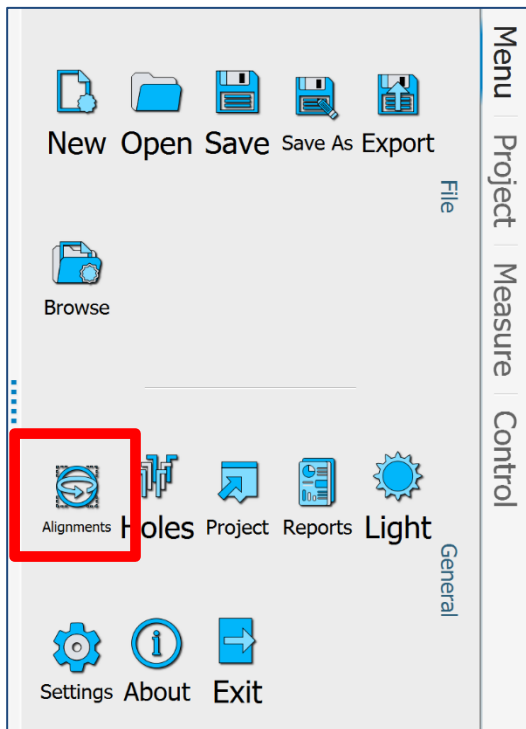 Menu
Project
Measure
Control
New Open Save Save As Export
File
Browse
Alignments Holes Project Reports Light
General
Settings About Exit